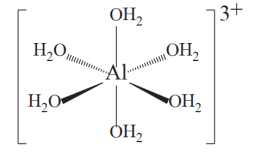 OH₂ 3+
H₂O OH₂
Al
H₂O OH₂
OH₂